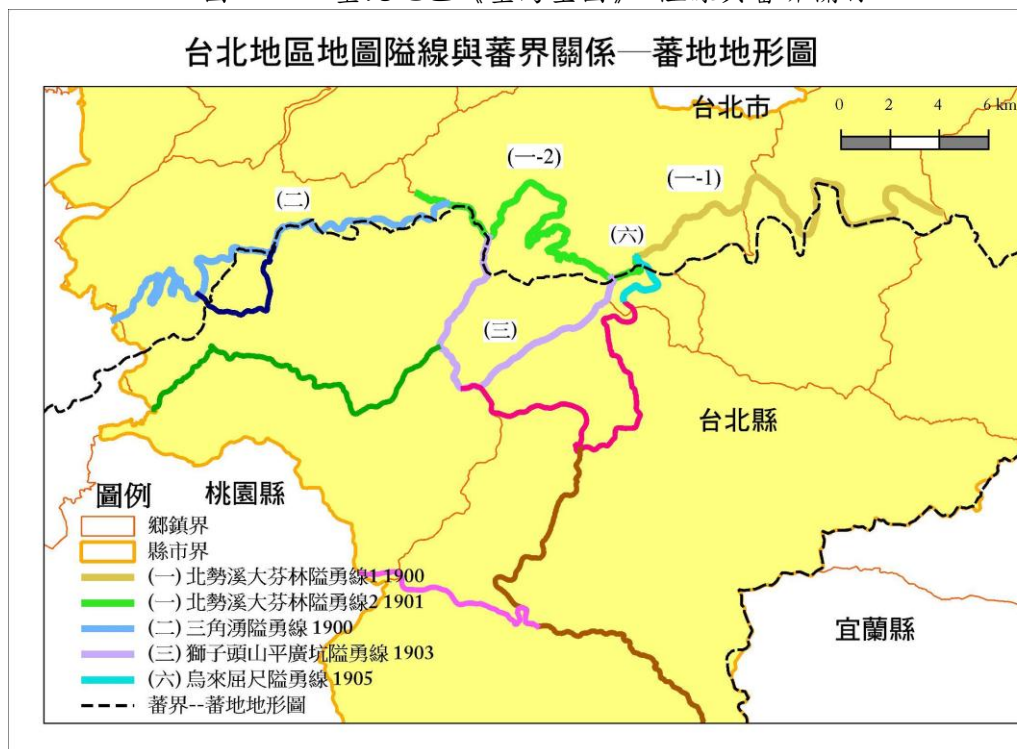 台北地區地圖隘線與蕃界關係—蕃地地形圖
台北市
0 2 4 6 km
(一-2)
(一-1)
(二)
(六)
(三)
台北縣
桃園縣
宜蘭縣
圖例
鄉鎮界
縣市界
(一) 北勢溪大芬林隘勇線1 1900
(一) 北勢溪大芬林隘勇線2 1901
(二) 三角湧隘勇線 1900
(三) 獅子頭山平廣坑隘勇線 1903
(六) 烏來屈尺隘勇線 1905
蕃界--蕃地地形圖